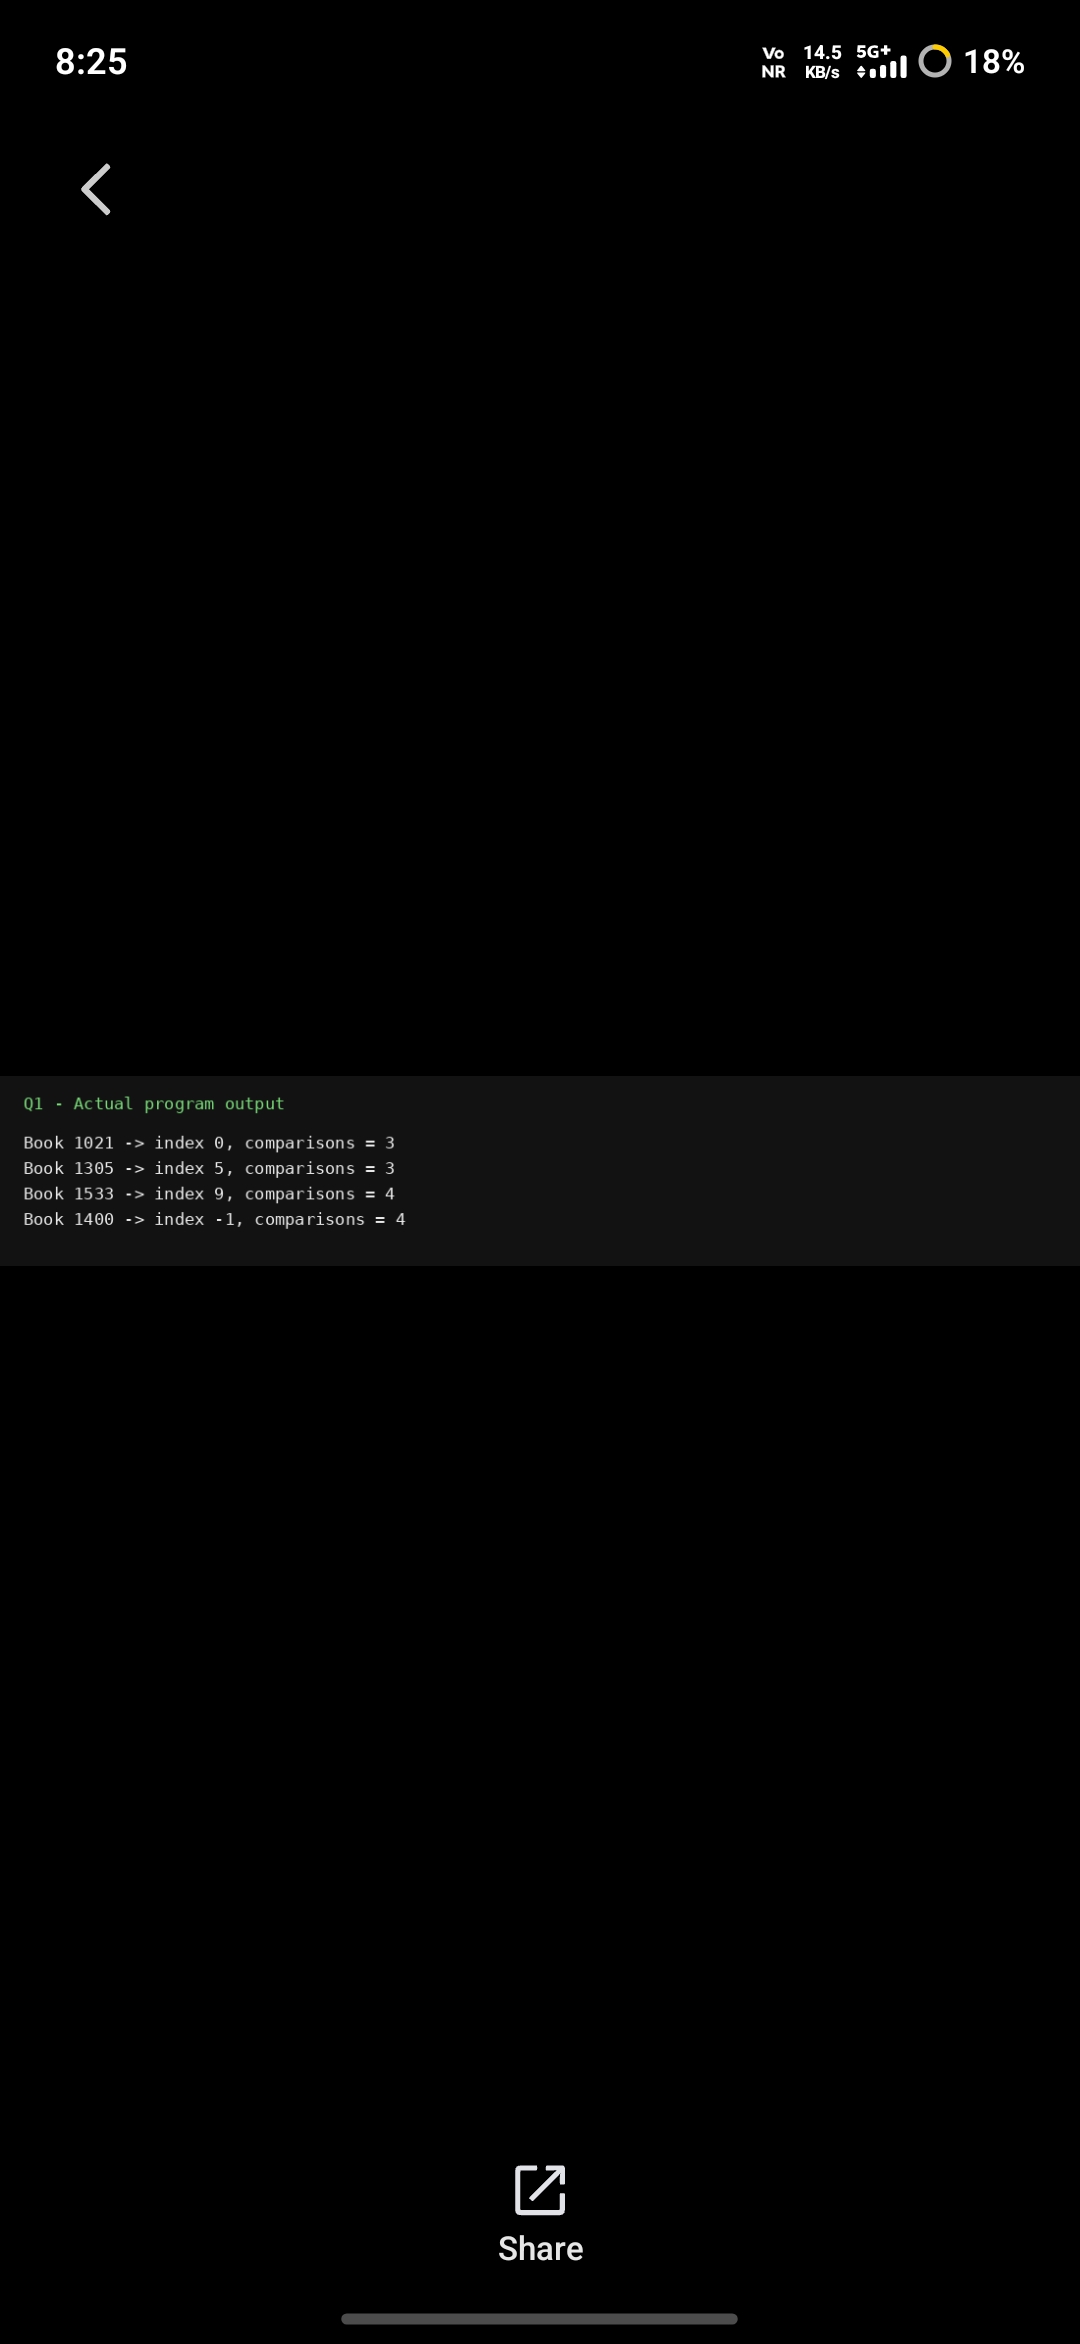 8:25
Vo NR 14.5 KB/s 5G+ 18%
Q1 - Actual program output
Book 1021 -> index 0, comparisons = 3
Book 1305 -> index 5, comparisons = 3
Book 1533 -> index 9, comparisons = 4
Book 1400 -> index -1, comparisons = 4
Share